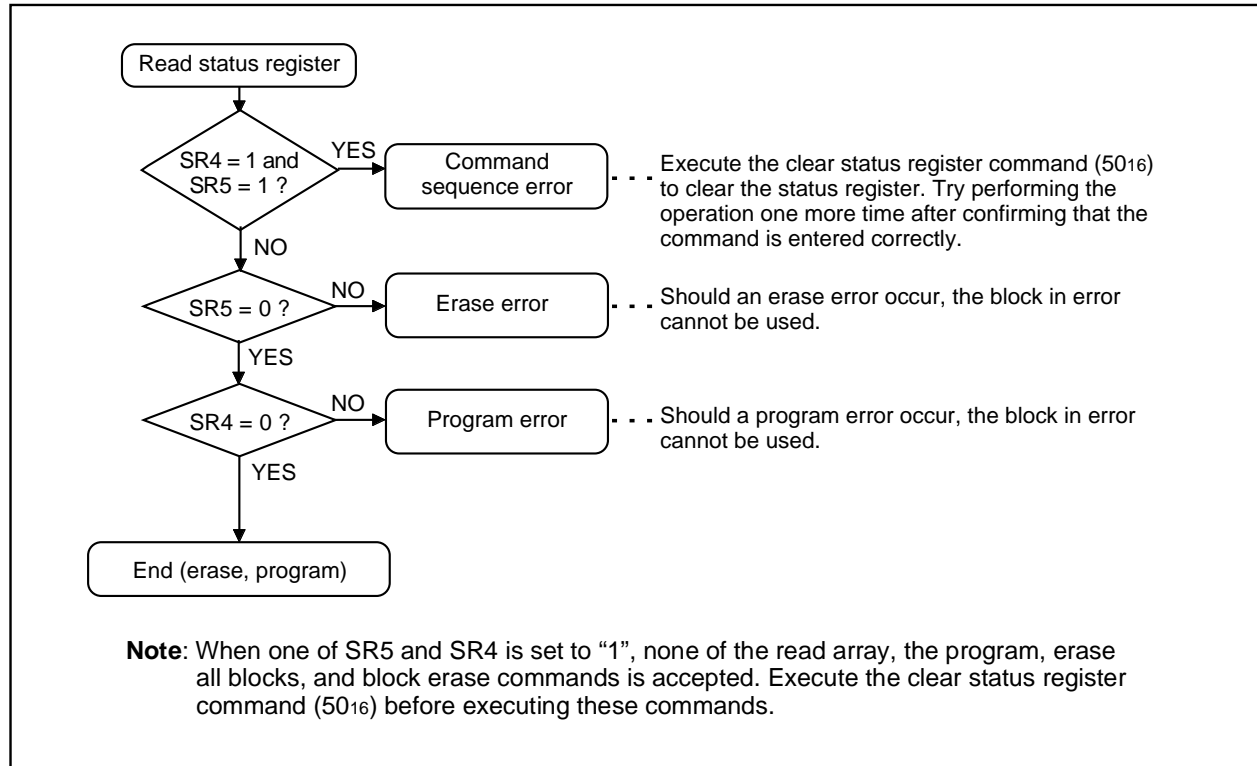 Read status register
SR4 = 1 and
SR5 = 1 ?
YES
Command
sequence error
Execute the clear status register command (5016)
to clear the status register. Try performing the
operation one more time after confirming that the
command is entered correctly.
NO
SR5 = 0 ?
NO
Erase error
Should an erase error occur, the block in error
cannot be used.
YES
SR4 = 0 ?
NO
Program error
Should a program error occur, the block in error
cannot be used.
YES
End (erase, program)
Note: When one of SR5 and SR4 is set to “1”, none of the read array, the program, erase
all blocks, and block erase commands is accepted. Execute the clear status register
command (5016) before executing these commands.